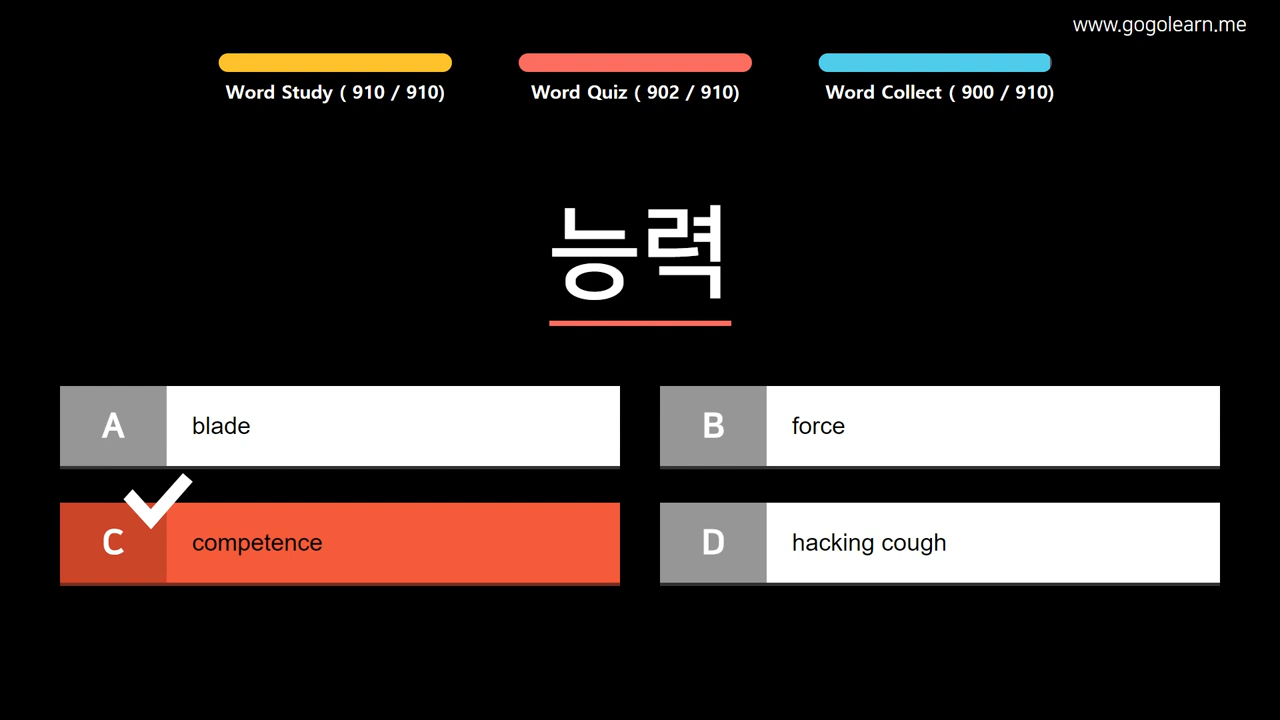 www.gogolearn.me
Word Study ( 910 / 910)
Word Quiz ( 902 / 910)
Word Collect ( 900 / 910)
능력
A
blade
B
force
C
competence
D
hacking cough